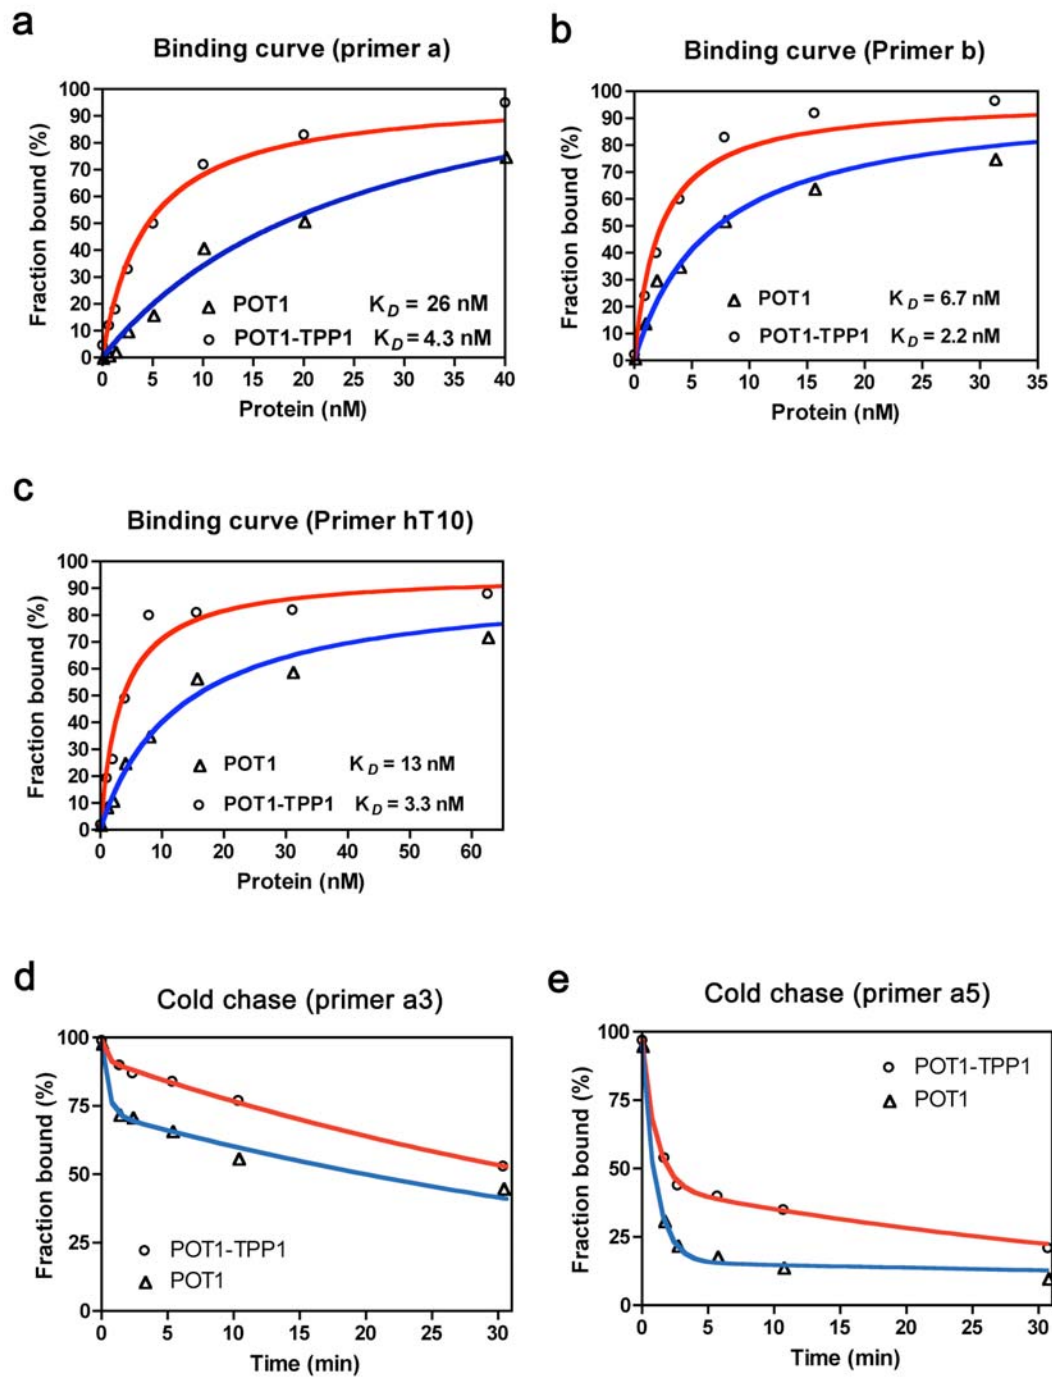 a
Binding curve (primer a)
Fraction bound (%)
100
90
80
70
60
50
40
30
20
10
0
POT1 K D = 26 nM
POT1-TPP1 K D = 4.3 nM
0 5 10 15 20 25 30 35 40
Protein (nM)
b
Binding curve (Primer b)
Fraction bound (%)
100
90
80
70
60
50
40
30
20
10
0
POT1 K D = 6.7 nM
POT1-TPP1 K D = 2.2 nM
0 5 10 15 20 25 30 35
Protein (nM)
c
Binding curve (Primer hT10)
Fraction bound (%)
100
90
80
70
60
50
40
30
20
10
0
POT1 K D = 13 nM
POT1-TPP1 K D = 3.3 nM
0 10 20 30 40 50 60
Protein (nM)
d
Cold chase (primer a3)
Fraction bound (%)
100
75
50
25
0
POT1-TPP1
POT1
0 5 10 15 20 25 30
Time (min)
e
Cold chase (primer a5)
Fraction bound (%)
100
75
50
25
0
POT1-TPP1
POT1
0 5 10 15 20 25 30
Time (min)